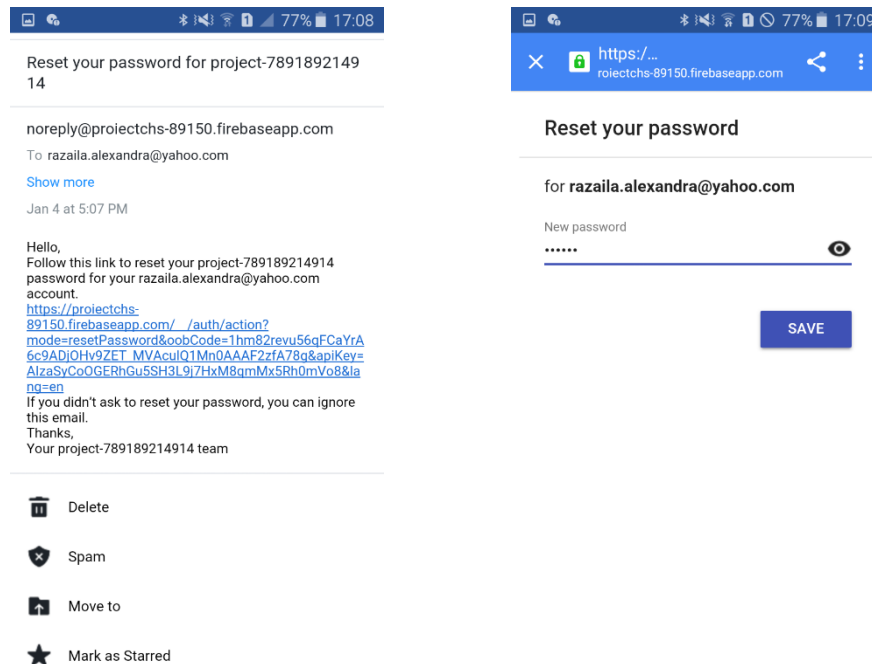 77% 17:08
Reset your password for project-7891892149
14
noreply@proiectchs-89150.firebaseapp.com
To razaila.alexandra@yahoo.com
Show more
Jan 4 at 5:07 PM
Hello,
Follow this link to reset your project-789189214914
password for your razaila.alexandra@yahoo.com
account.
https://proiectchs-
89150.firebaseapp.com/__/auth/action?
mode=resetPassword&oobCode=1hm82revu56qFCaYrA
6c9ADjOHv9ZET_MVAculQ1Mn0AAAF2zfA78g&apiKey=
AIzaSyCoOGERhGu5SH3L9j7HxM8qmMx5Rh0mVo8&la
ng=en
If you didn't ask to reset your password, you can ignore
this email.
Thanks,
Your project-789189214914 team
Delete
Spam
Move to
Mark as Starred
77% 17:09
https:/...
roiectchs-89150.firebaseapp.com
Reset your password
for razaila.alexandra@yahoo.com
New password
••••••
SAVE